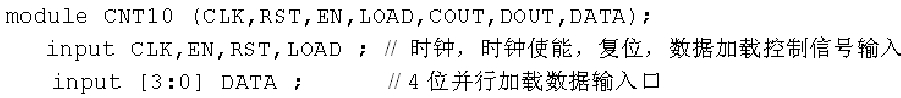 module CNT10 (CLK,RST,EN,LOAD,COUT,DOUT,DATA);
input CLK,EN,RST,LOAD ; // 时钟，时钟使能，复位，数据加载控制信号输入
input [3:0] DATA ; // 4位并行加载数据输入口